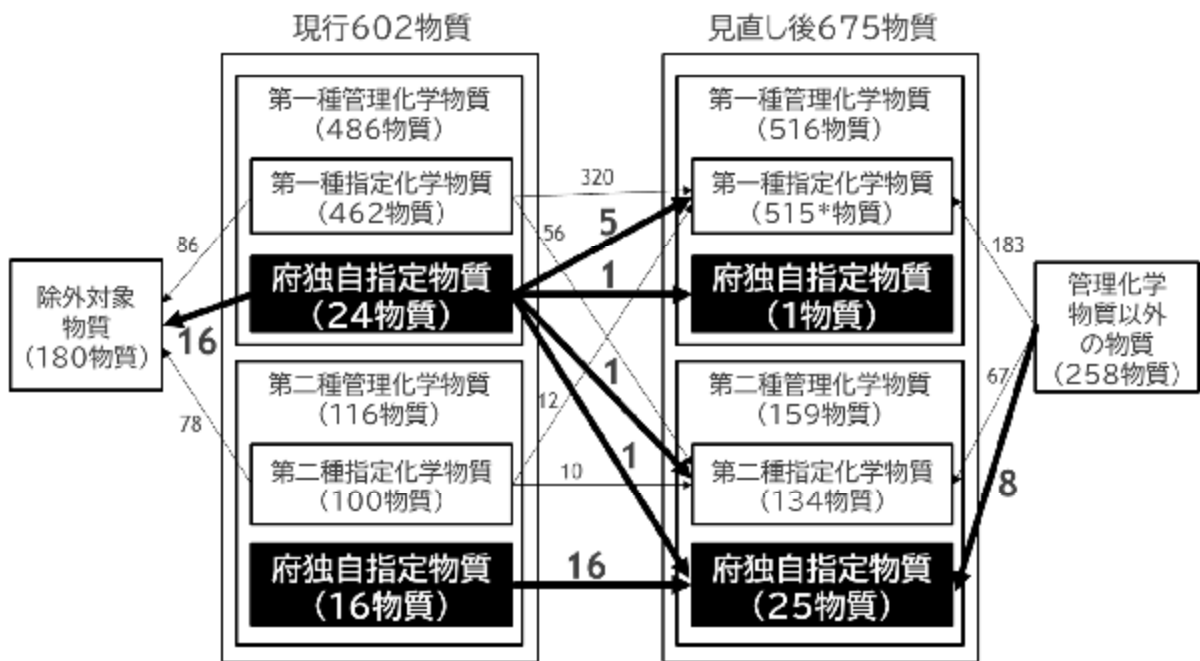 現行602物質
見直し後675物質
第一種管理化学物質
(486物質)
第一種指定化学物質
(462物質)
府独自指定物質
(24物質)
第二種管理化学物質
(116物質)
第二種指定化学物質
(100物質)
府独自指定物質
(16物質)
第一種管理化学物質
(516物質)
第一種指定化学物質
(515*物質)
府独自指定物質
(1物質)
第二種管理化学物質
(159物質)
第二種指定化学物質
(134物質)
府独自指定物質
(25物質)
除外対象
物質
(180物質)
管理化学
物質以外
の物質
(258物質)
86
16
78
320
5
56
1
1
12
1
10
16
183
67
8